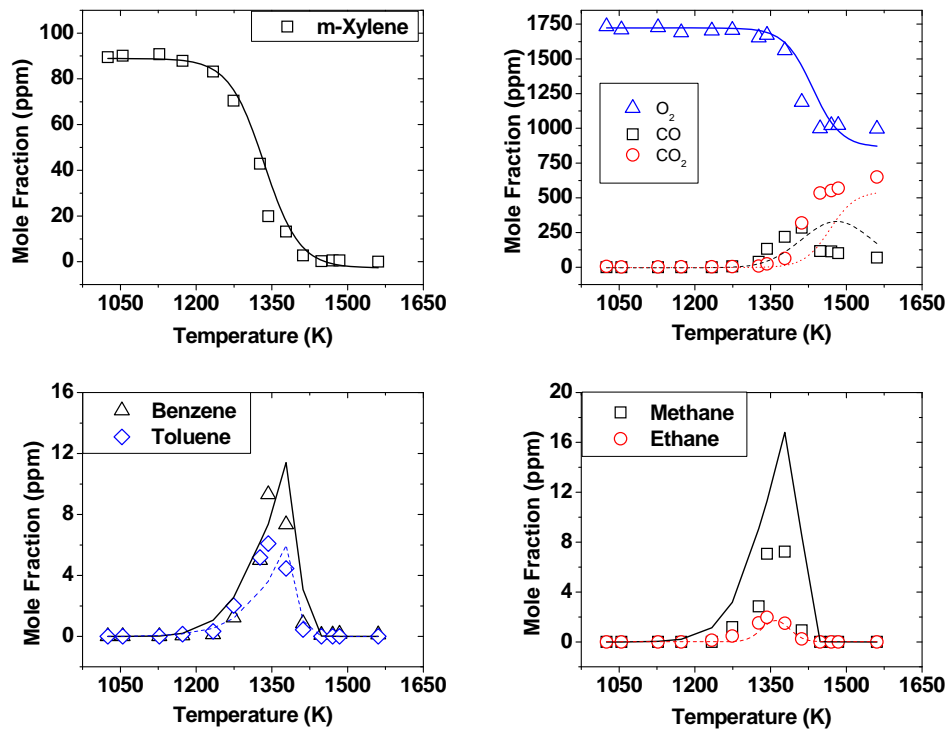 100
80
60
40
20
0
1050
1200
1350
1500
1650
Mole Fraction (ppm)
Temperature (K)
m-Xylene
1750
1500
1250
1000
750
500
250
0
1050
1200
1350
1500
1650
Mole Fraction (ppm)
Temperature (K)
O2
CO
CO2
16
12
8
4
0
1050
1200
1350
1500
1650
Mole Fraction (ppm)
Temperature (K)
Benzene
Toluene
20
16
12
8
4
0
1050
1200
1350
1500
1650
Mole Fraction (ppm)
Temperature (K)
Methane
Ethane